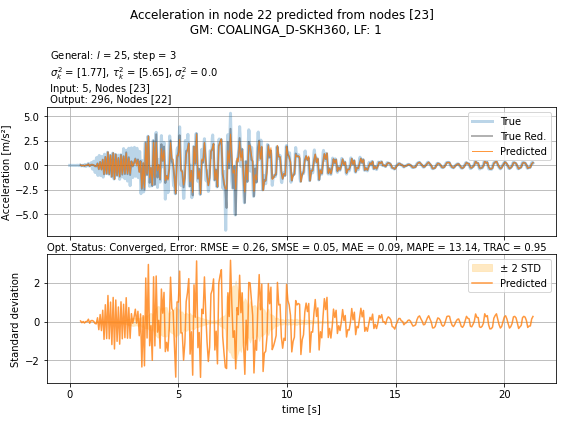 Acceleration in node 22 predicted from nodes [23]
GM: COALINGA_D-SKH360, LF: 1
General: l = 25, step = 3
σ²ₖ = [1.77], τ²ₖ = [5.65], σ²ε = 0.0
Input: 5, Nodes [23]
Output: 296, Nodes [22]
Acceleration [m/s²]
5.0
2.5
0.0
−2.5
−5.0
True
True Red.
Predicted
Opt. Status: Converged, Error: RMSE = 0.26, SMSE = 0.05, MAE = 0.09, MAPE = 13.14, TRAC = 0.95
Standard deviation
2
0
−2
± 2 STD
Predicted
0
5
10
15
20
time [s]